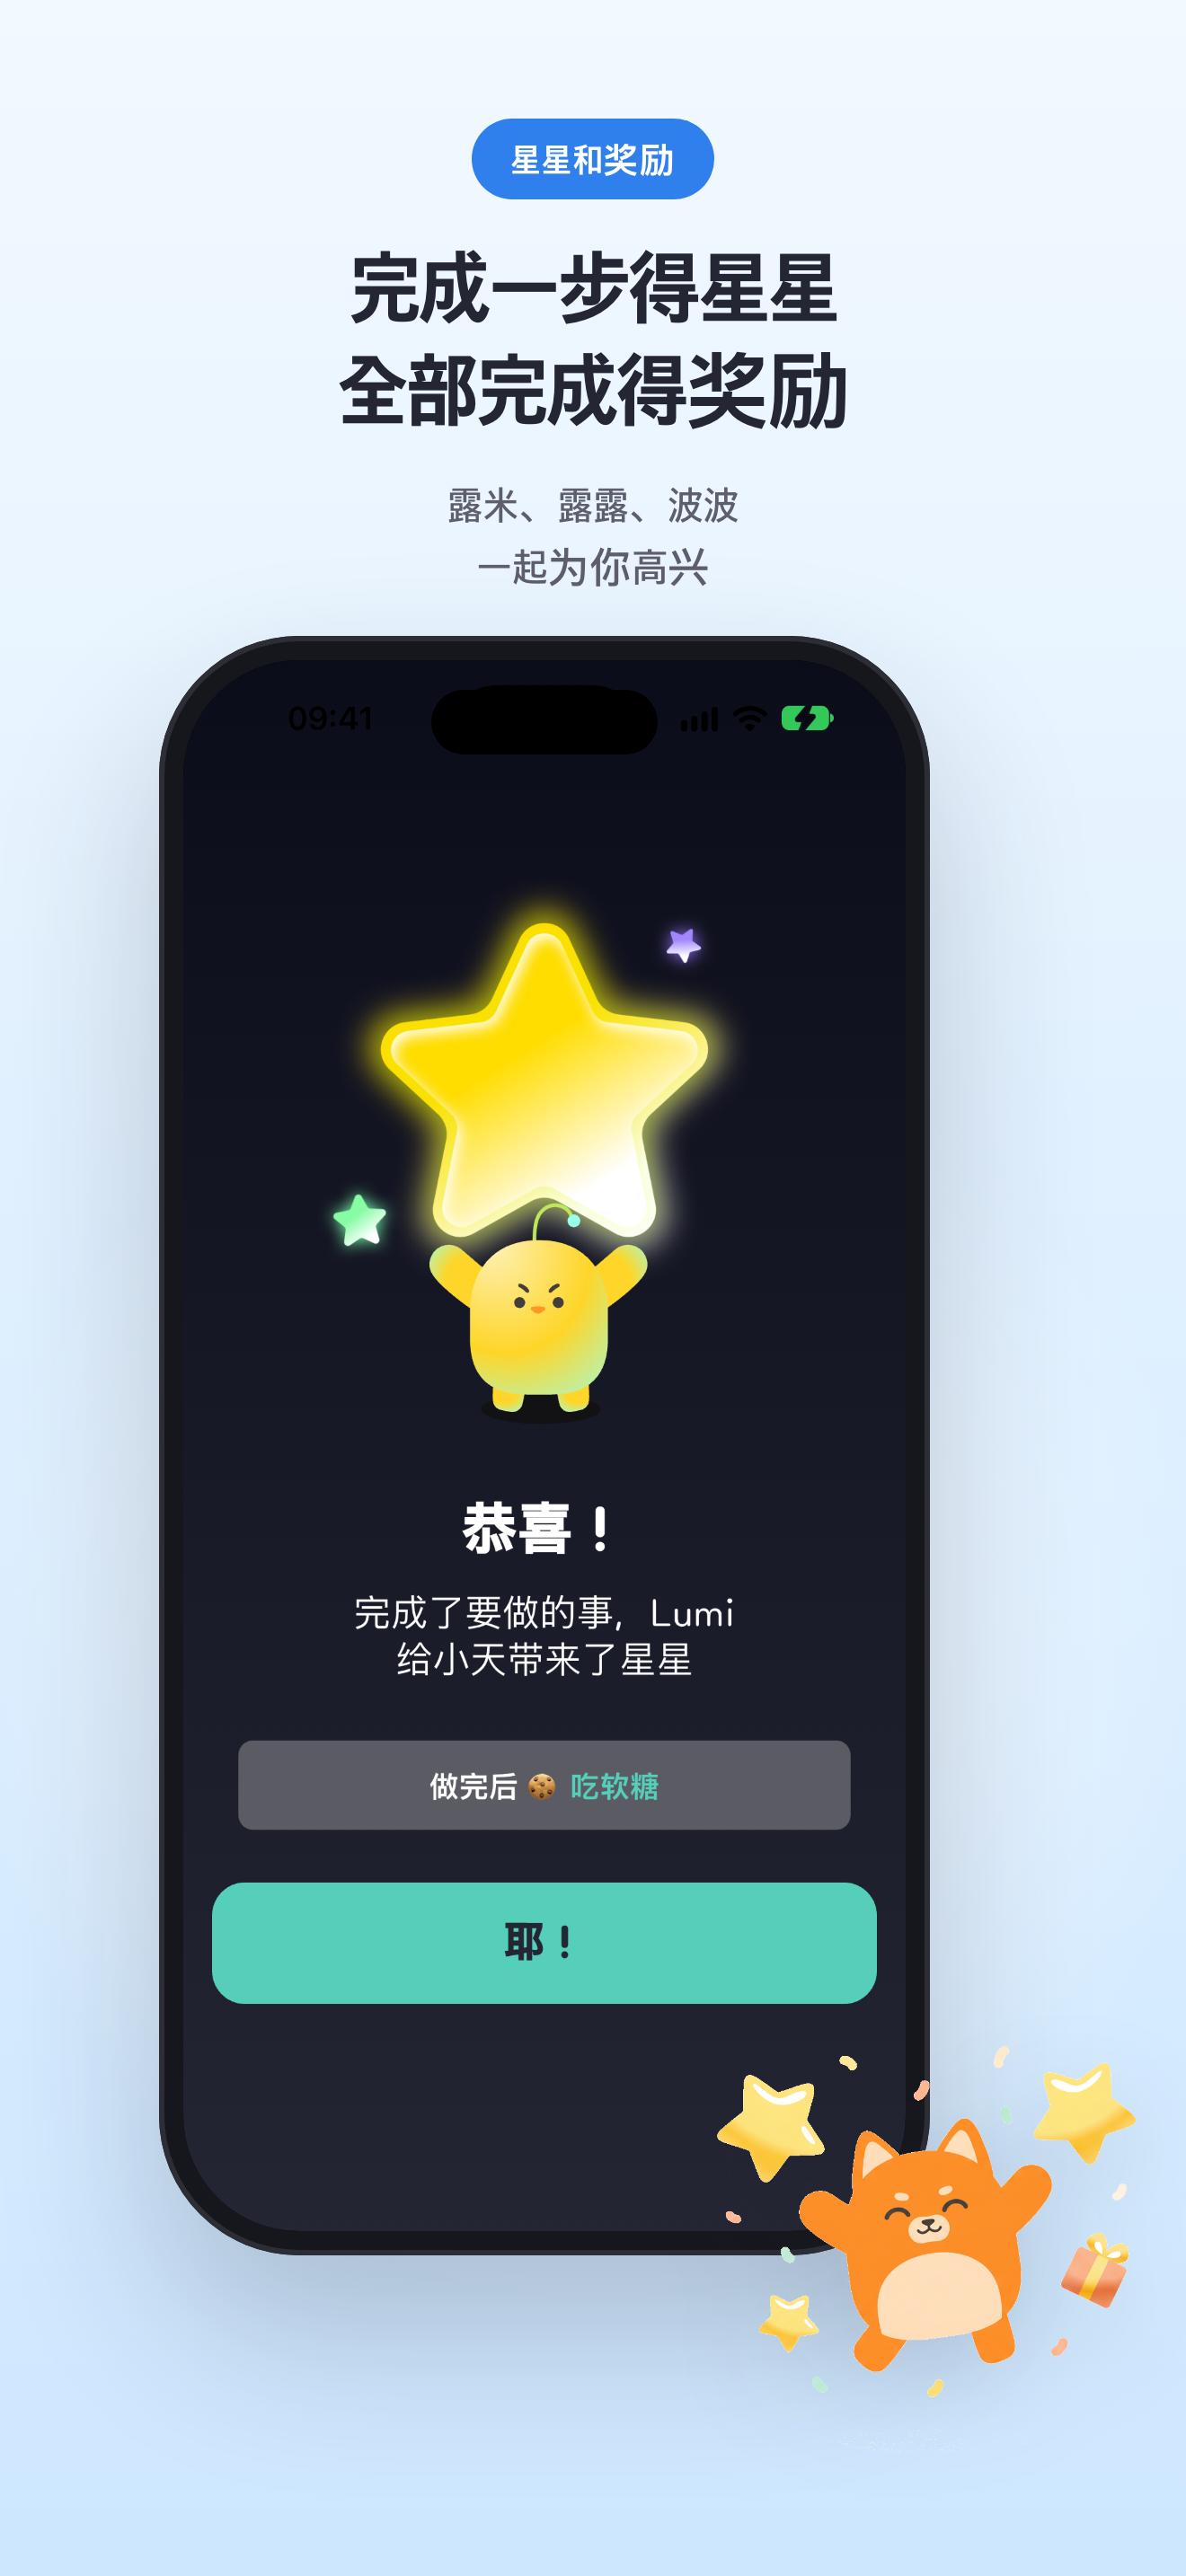 星星和奖励
完成一步得星星
全部完成得奖励
露米、露露、波波
一起为你高兴
09:41
恭喜！
完成了要做的事，Lumi
给小天带来了星星
做完后 🍪 吃软糖
耶！